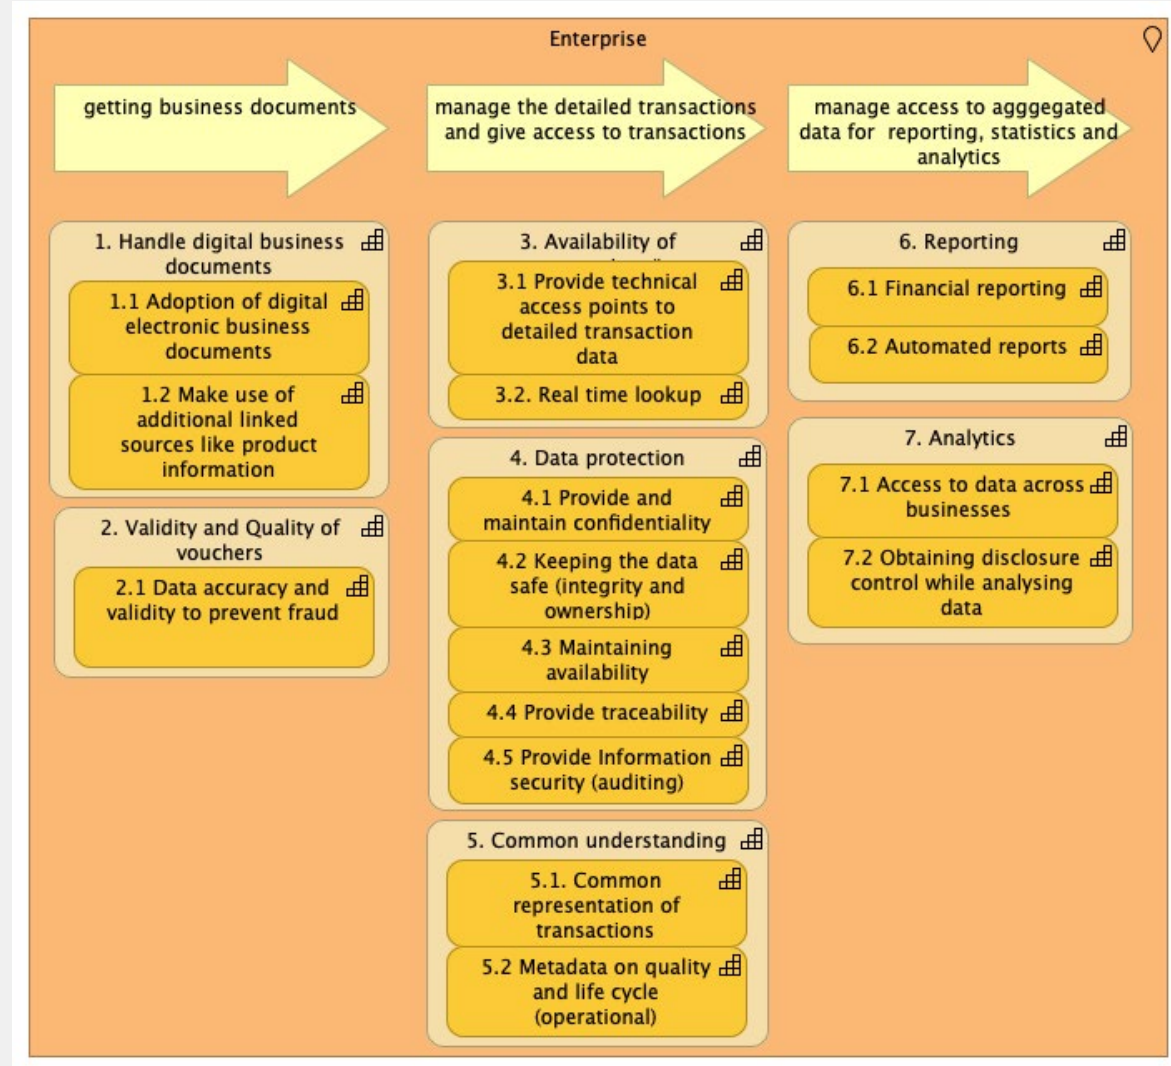 Enterprise
getting business documents
manage the detailed transactions
and give access to transactions
manage access to agggegated
data for reporting, statistics and
analytics
1. Handle digital business
documents
1.1 Adoption of digital
electronic business
documents
1.2 Make use of
additional linked
sources like product
information
2. Validity and Quality of
vouchers
2.1 Data accuracy and
validity to prevent fraud
3. Availability of
3.1 Provide technical
access points to
detailed transaction
data
3.2. Real time lookup
4. Data protection
4.1 Provide and
maintain confidentiality
4.2 Keeping the data
safe (integrity and
ownership)
4.3 Maintaining
availability
4.4 Provide traceability
4.5 Provide Information
security (auditing)
5. Common understanding
5.1. Common
representation of
transactions
5.2 Metadata on quality
and life cycle
(operational)
6. Reporting
6.1 Financial reporting
6.2 Automated reports
7. Analytics
7.1 Access to data across
businesses
7.2 Obtaining disclosure
control while analysing
data